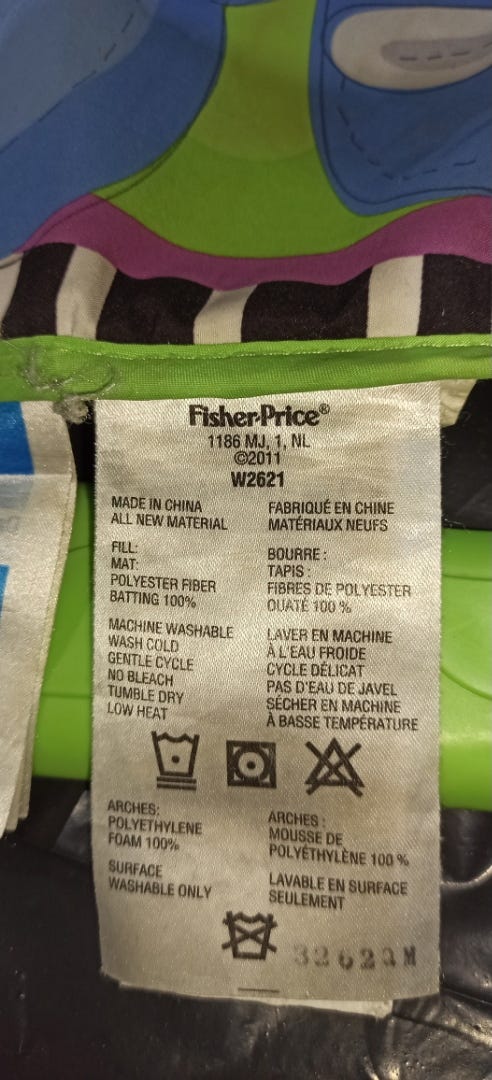 Fisher-Price®
1186 MJ, 1, NL
©2011
W2621
MADE IN CHINA
ALL NEW MATERIAL
FILL:
MAT:
POLYESTER FIBER
BATTING 100%
MACHINE WASHABLE
WASH COLD
GENTLE CYCLE
NO BLEACH
TUMBLE DRY
LOW HEAT
FABRIQUÉ EN CHINE
MATÉRIAUX NEUFS
BOURRE :
TAPIS :
FIBRES DE POLYESTER
OUATÉ 100 %
LAVER EN MACHINE
À L'EAU FROIDE
CYCLE DÉLICAT
PAS D'EAU DE JAVEL
SÉCHER EN MACHINE
À BASSE TEMPÉRATURE
ARCHES:
POLYETHYLENE
FOAM 100%
SURFACE
WASHABLE ONLY
ARCHES :
MOUSSE DE
POLYÉTHYLÈNE 100 %
LAVABLE EN SURFACE
SEULEMENT